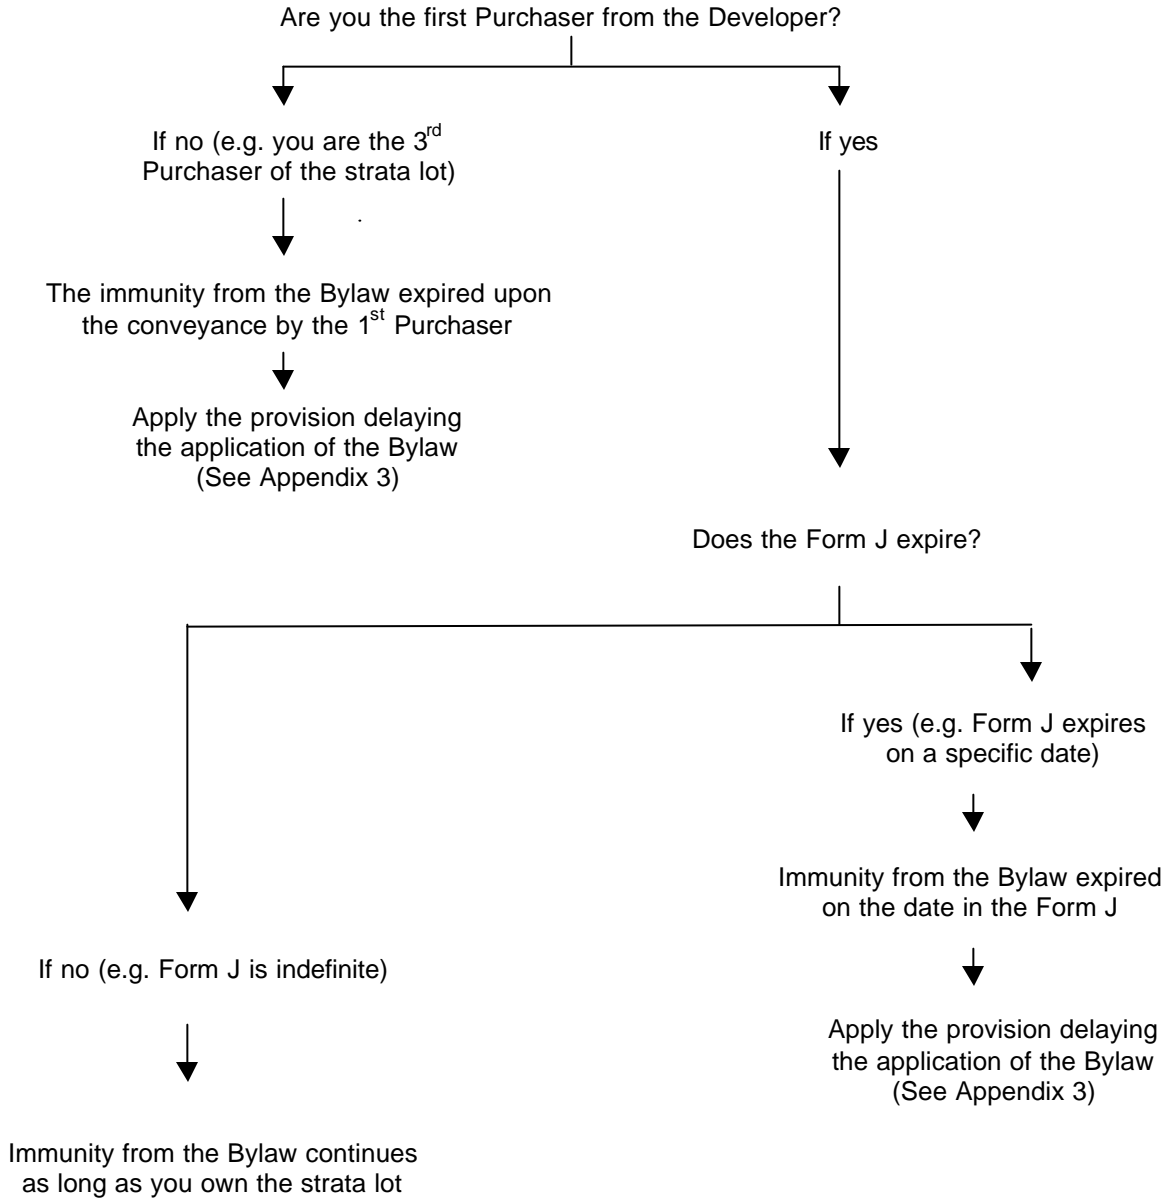 Are you the first Purchaser from the Developer?
If no (e.g. you are the 3rd
Purchaser of the strata lot)
If yes
The immunity from the Bylaw expired upon
the conveyance by the 1st Purchaser
Apply the provision delaying
the application of the Bylaw
(See Appendix 3)
Does the Form J expire?
If yes (e.g. Form J expires
on a specific date)
Immunity from the Bylaw expired
on the date in the Form J
If no (e.g. Form J is indefinite)
Apply the provision delaying
the application of the Bylaw
(See Appendix 3)
Immunity from the Bylaw continues
as long as you own the strata lot